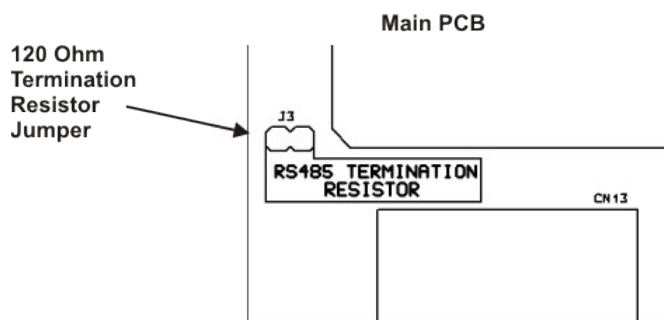 Main PCB
120 Ohm
Termination
Resistor
Jumper
J3
RS485 TERMINATION
RESISTOR
CN13